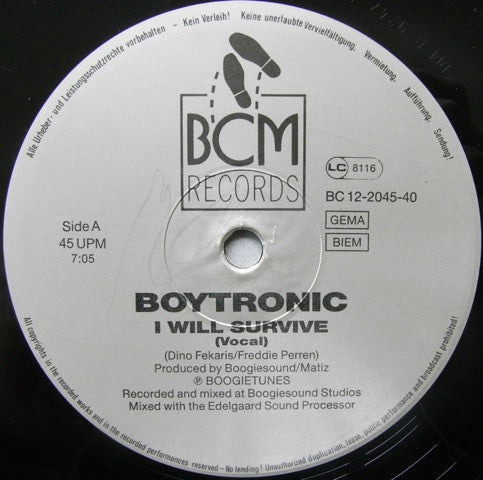 Alle Urheber- und Leistungsschutzrechte vorbehalten – Kein Verleih! – Keine unerlaubte Vervielfältigung, Vermietung, Aufführung, Sendung!
BCM
RECORDS
LC 8116
BC 12-2045-40
GEMA
BIEM
Side A
45 UPM
7:05
BOYTRONIC
I WILL SURVIVE
(Vocal)
(Dino Fekaris/Freddie Perren)
Produced by Boogiesound/Matiz
℗ BOOGIETUNES
Recorded and mixed at Boogiesound Studios
Mixed with the Edelgaard Sound Processor
All rights in the recorded works and in the recorded performances reserved – No lending! Unauthorized duplication, lease, public performance and broadcast prohibited!